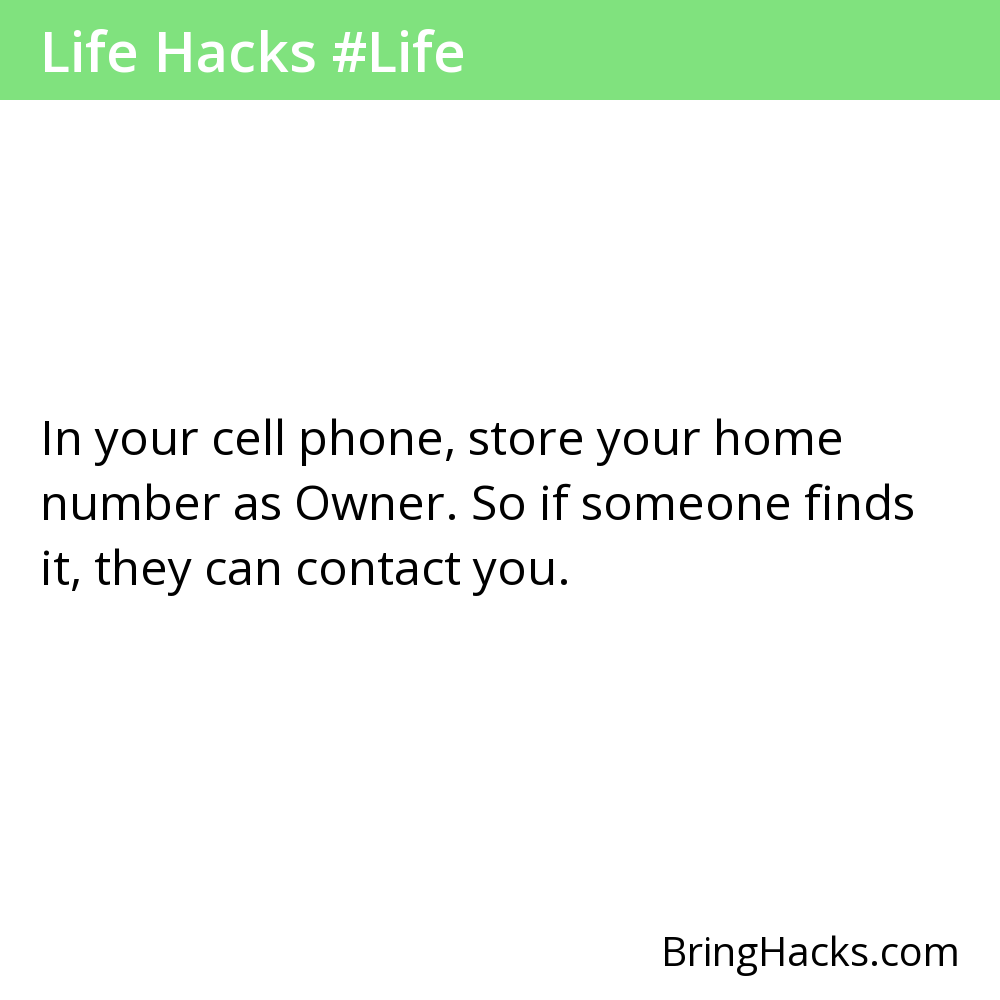 Life Hacks #Life
In your cell phone, store your home
number as Owner. So if someone finds
it, they can contact you.
BringHacks.com